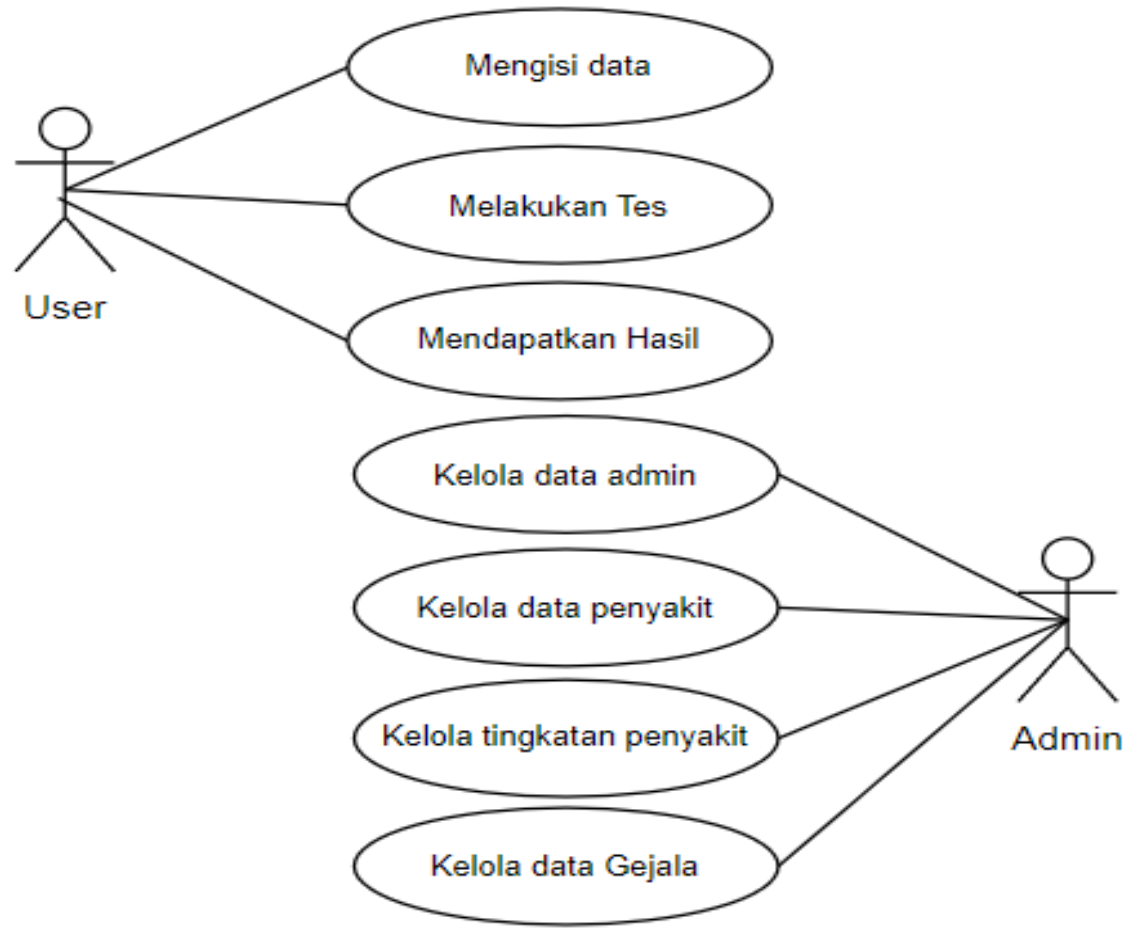 Mengisi data
Melakukan Tes
User
Mendapatkan Hasil
Kelola data admin
Kelola data penyakit
Kelola tingkatan penyakit
Admin
Kelola data Gejala